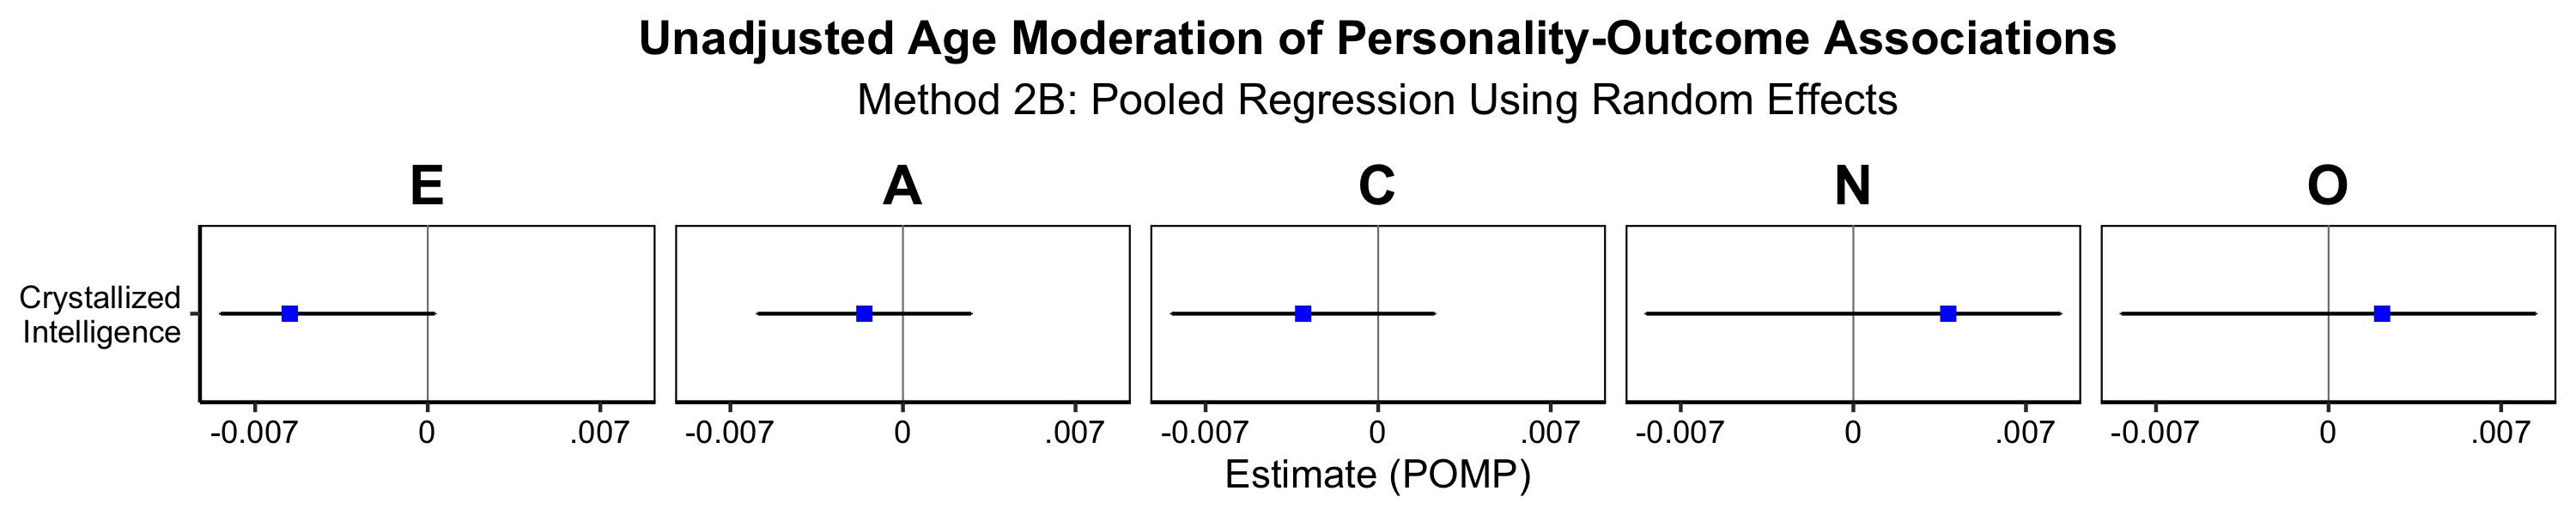 Unadjusted Age Moderation of Personality-Outcome Associations
Method 2B: Pooled Regression Using Random Effects
E A C N O
Crystallized
Intelligence
-0.007 0 .007 -0.007 0 .007 -0.007 0 .007 -0.007 0 .007 -0.007 0 .007
Estimate (POMP)